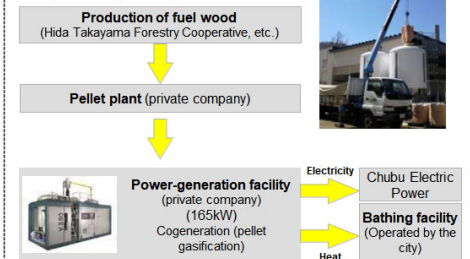 Production of fuel wood
(Hida Takayama Forestry Cooperative, etc.)
Pellet plant (private company)
Power-generation facility
(private company)
(165kW)
Cogeneration (pellet
gasification)
Electricity
Chubu Electric
Power
Bathing facility
(Operated by the
city)
Heat